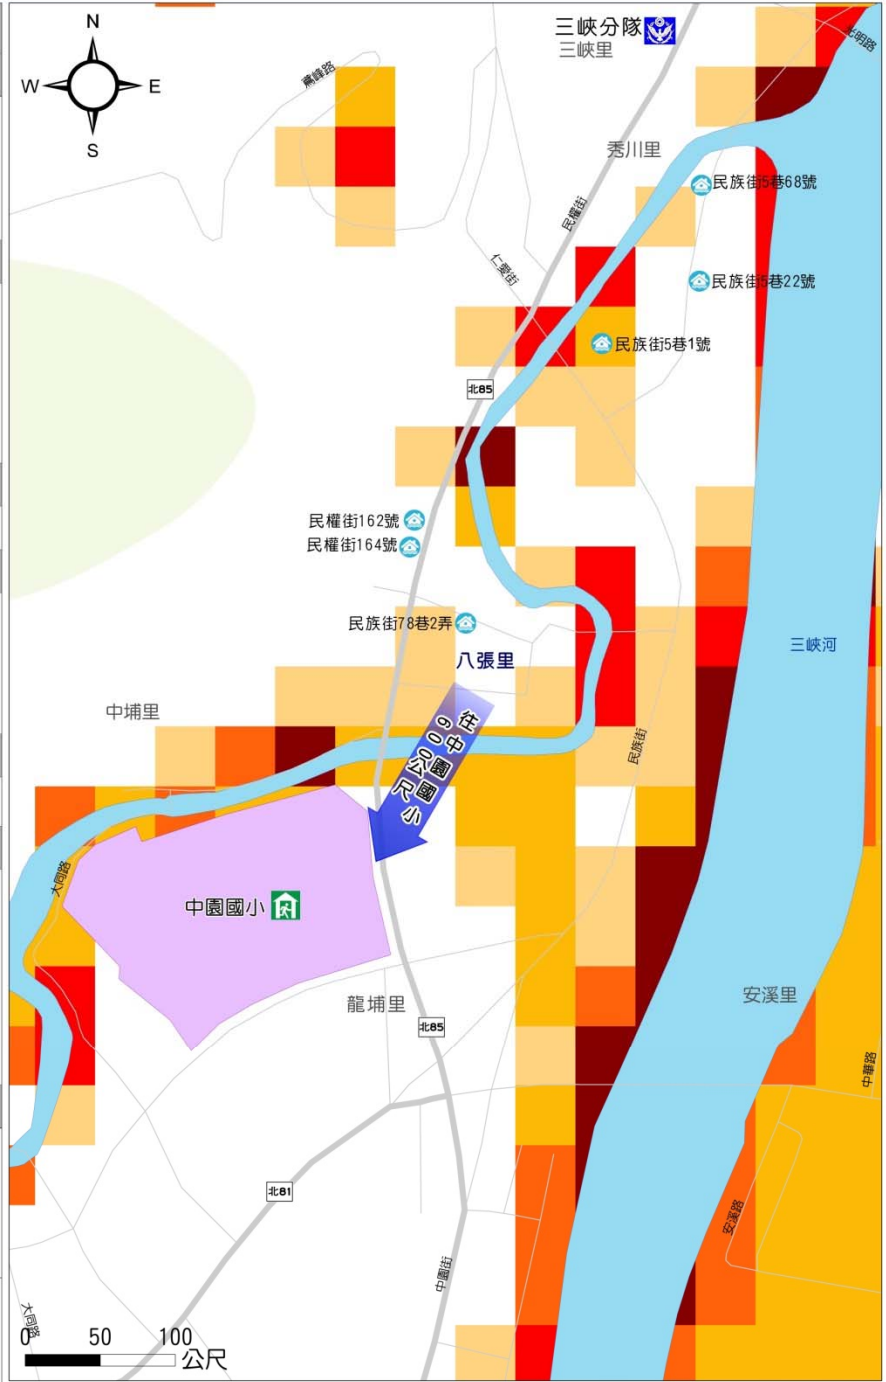 N
W
E
S
三峽分隊
三峽里
光明路
鳶峰路
秀川里
民族街5巷68號
民權街
仁愛街
民族街5巷22號
民族街5巷1號
北85
民權街162號
民權街164號
民族街78巷2弄
八張里
三峽河
中埔里
往中園國小
600公尺
民族街
大同路
中園國小
龍埔里
安溪里
北85
中華路
北81
安溪路
中園街
大同路
0 50 100
公尺